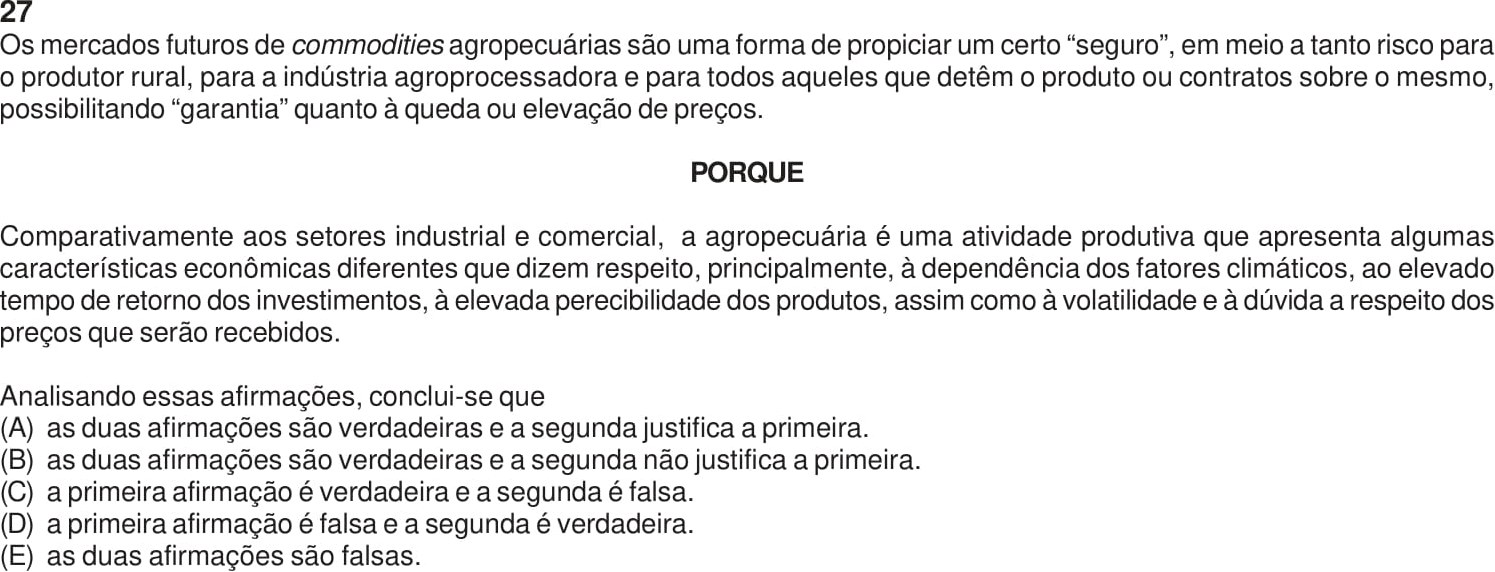 27
Os mercados futuros de commodities agropecuárias são uma forma de propiciar um certo “seguro”, em meio a tanto risco para
o produtor rural, para a indústria agroprocessadora e para todos aqueles que detêm o produto ou contratos sobre o mesmo,
possibilitando “garantia” quanto à queda ou elevação de preços.
PORQUE
Comparativamente aos setores industrial e comercial, a agropecuária é uma atividade produtiva que apresenta algumas
características econômicas diferentes que dizem respeito, principalmente, à dependência dos fatores climáticos, ao elevado
tempo de retorno dos investimentos, à elevada perecibilidade dos produtos, assim como à volatilidade e à dúvida a respeito dos
preços que serão recebidos.
Analisando essas afirmações, conclui-se que
(A) as duas afirmações são verdadeiras e a segunda justifica a primeira.
(B) as duas afirmações são verdadeiras e a segunda não justifica a primeira.
(C) a primeira afirmação é verdadeira e a segunda é falsa.
(D) a primeira afirmação é falsa e a segunda é verdadeira.
(E) as duas afirmações são falsas.